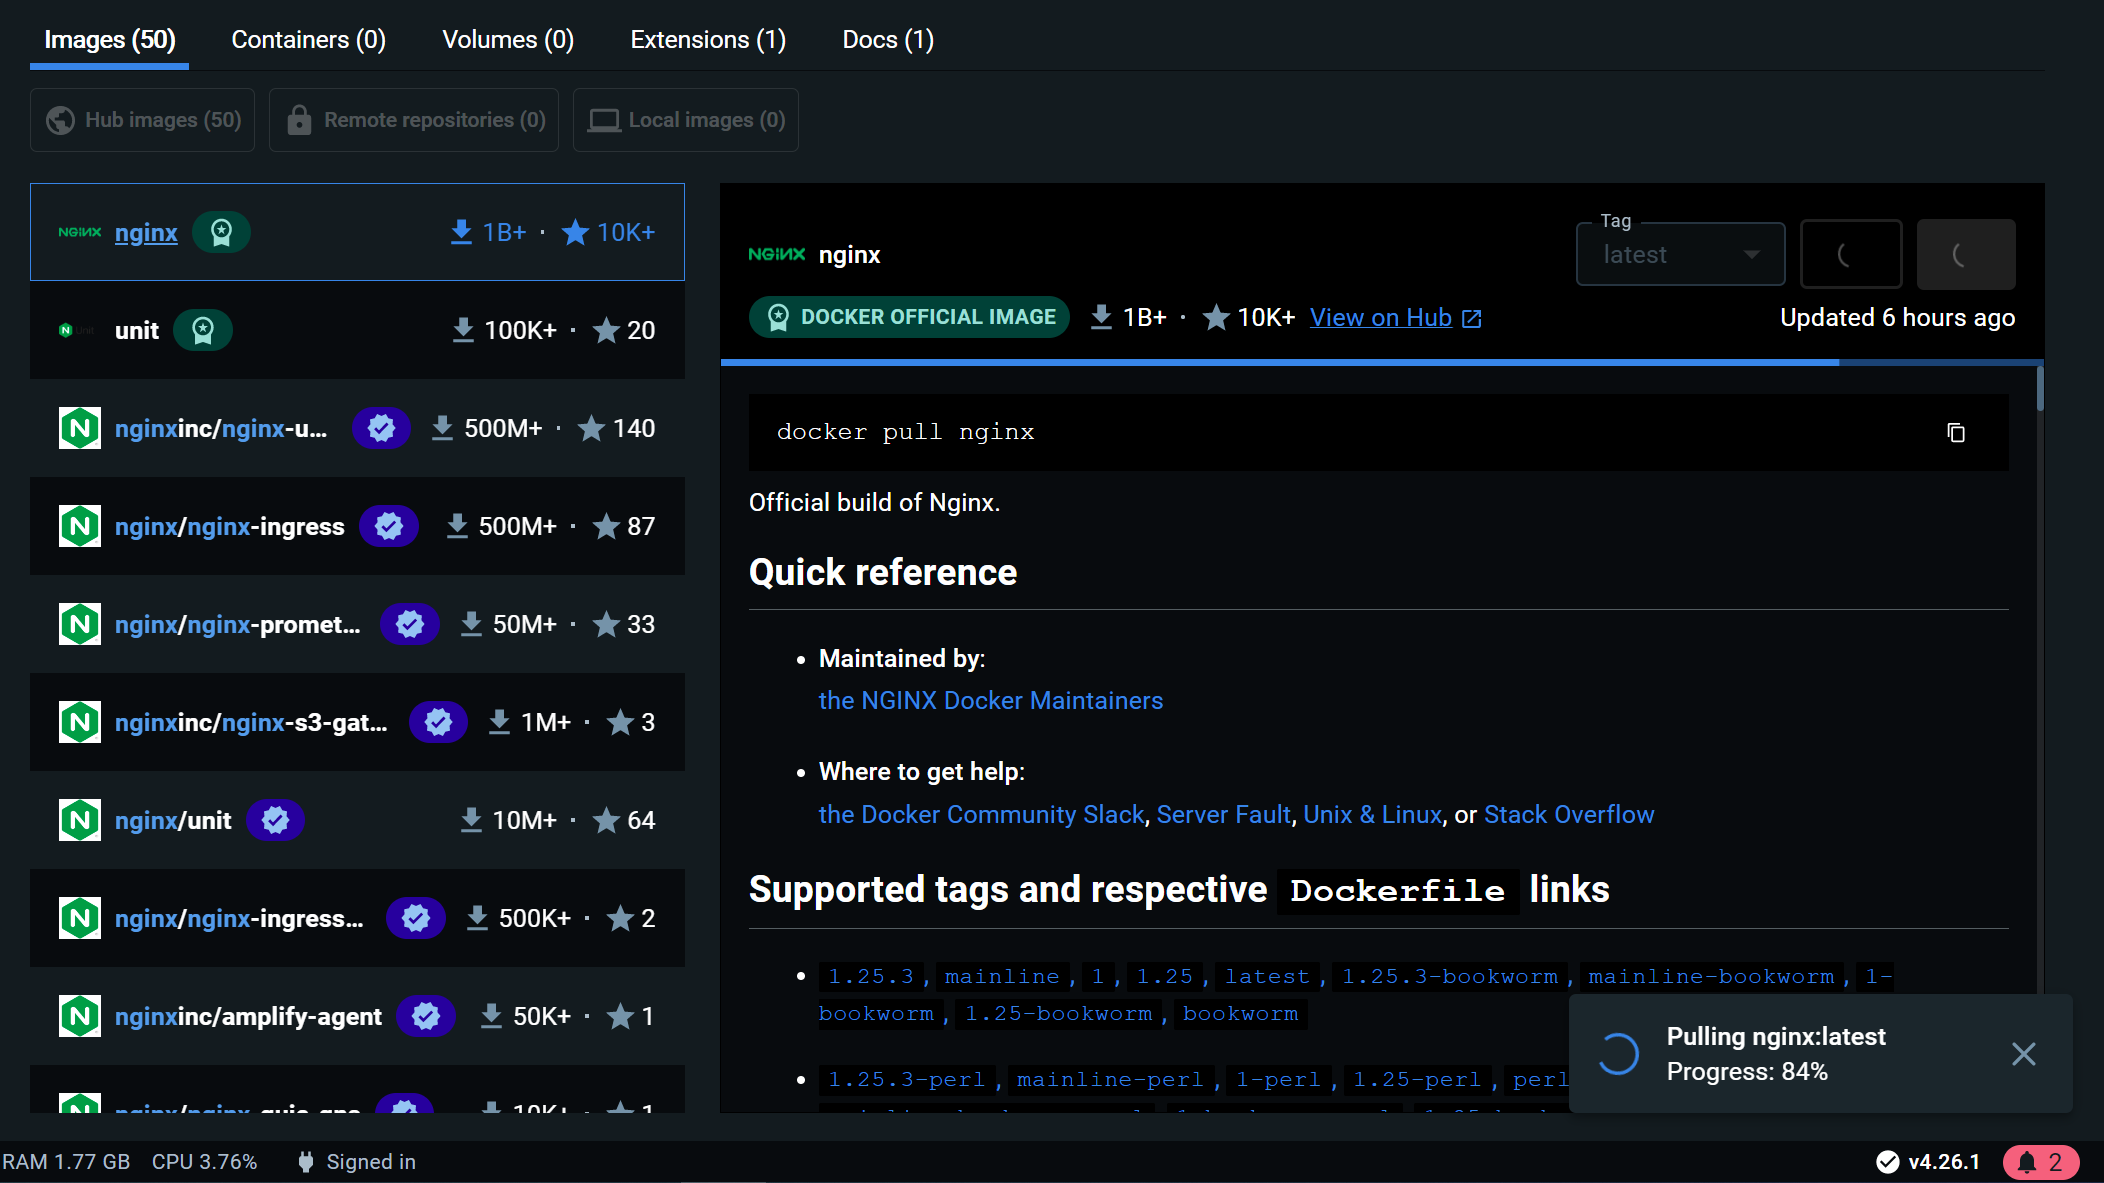 Images (50) Containers (0) Volumes (0) Extensions (1) Docs (1)
Hub images (50) Remote repositories (0) Local images (0)
NGINX nginx 1B+ · 10K+
Unit unit 100K+ · 20
nginxinc/nginx-u... 500M+ · 140
nginx/nginx-ingress 500M+ · 87
nginx/nginx-promet... 50M+ · 33
nginxinc/nginx-s3-gat... 1M+ · 3
nginx/unit 10M+ · 64
nginx/nginx-ingress... 500K+ · 2
nginxinc/amplify-agent 50K+ · 1
NGINX nginx
Tag
latest
DOCKER OFFICIAL IMAGE 1B+ · 10K+ View on Hub
Updated 6 hours ago
docker pull nginx
Official build of Nginx.
Quick reference
• Maintained by:
the NGINX Docker Maintainers
• Where to get help:
the Docker Community Slack, Server Fault, Unix & Linux, or Stack Overflow
Supported tags and respective Dockerfile links
• 1.25.3, mainline, 1, 1.25, latest, 1.25.3-bookworm, mainline-bookworm, 1-
bookworm, 1.25-bookworm, bookworm
• 1.25.3-perl, mainline-perl, 1-perl, 1.25-perl, perl
Pulling nginx:latest
Progress: 84%
RAM 1.77 GB CPU 3.76% Signed in
v4.26.1 2